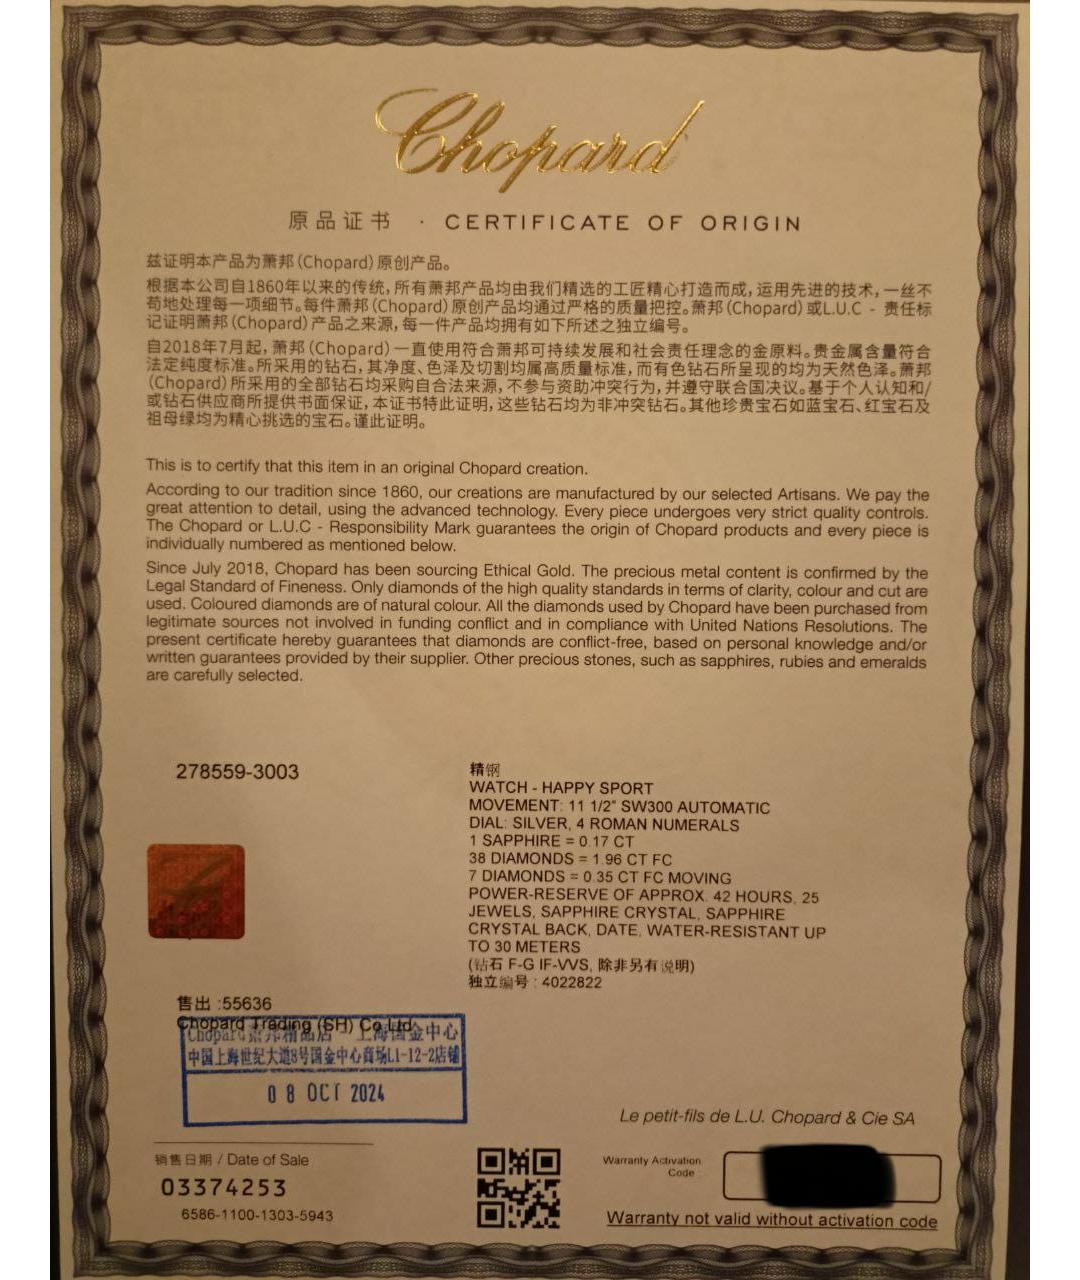 Chopard
原品证书 · CERTIFICATE OF ORIGIN
兹证明本产品为萧邦(Chopard)原创产品。
根据本公司自1860年以来的传统,所有萧邦产品均由我们精选的工匠精心打造而成,运用先进的技术,一丝不
苟地处理每一项细节。每件萧邦(Chopard)原创产品均通过严格的质量把控。萧邦(Chopard)或L.U.C - 责任标
记证明萧邦(Chopard)产品之来源,每一件产品均拥有如下所述之独立编号。
自2018年7月起,萧邦(Chopard)一直使用符合萧邦可持续发展和社会责任理念的金原料。贵金属含量符合
法定纯度标准。所采用的钻石,其净度、色泽及切割均属高质量标准,而有色钻石所呈现的均为天然色泽。萧邦
(Chopard)所采用的全部钻石均采购自合法来源,不参与资助冲突行为,并遵守联合国决议。基于个人认知和/
或钻石供应商所提供书面保证,本证书特此证明,这些钻石均为非冲突钻石。其他珍贵宝石如蓝宝石、红宝石及
祖母绿均为精心挑选的宝石。谨此证明。
This is to certify that this item in an original Chopard creation.
According to our tradition since 1860, our creations are manufactured by our selected Artisans. We pay the
great attention to detail, using the advanced technology. Every piece undergoes very strict quality controls.
The Chopard or L.U.C - Responsibility Mark guarantees the origin of Chopard products and every piece is
individually numbered as mentioned below.
Since July 2018, Chopard has been sourcing Ethical Gold. The precious metal content is confirmed by the
Legal Standard of Fineness. Only diamonds of the high quality standards in terms of clarity, colour and cut are
used. Coloured diamonds are of natural colour. All the diamonds used by Chopard have been purchased from
legitimate sources not involved in funding conflict and in compliance with United Nations Resolutions. The
present certificate hereby guarantees that diamonds are conflict-free, based on personal knowledge and/or
written guarantees provided by their supplier. Other precious stones, such as sapphires, rubies and emeralds
are carefully selected.
278559-3003
精钢
WATCH - HAPPY SPORT
MOVEMENT: 11 1/2" SW300 AUTOMATIC
DIAL: SILVER, 4 ROMAN NUMERALS
1 SAPPHIRE = 0.17 CT
38 DIAMONDS = 1.96 CT FC
7 DIAMONDS = 0.35 CT FC MOVING
POWER-RESERVE OF APPROX. 42 HOURS, 25
JEWELS, SAPPHIRE CRYSTAL, SAPPHIRE
CRYSTAL BACK, DATE, WATER-RESISTANT UP
TO 30 METERS
(钻石 F-G IF-VVS, 除非另有说明)
独立编号 : 4022822
售出 :55636
Chopard Trading (SH) Co Ltd
Chopard萧邦精品店 - 上海国金中心
中国上海世纪大道8号国金中心商场L1-12-2店铺
08 OCT 2024
Le petit-fils de L.U. Chopard & Cie SA
销售日期 / Date of Sale
03374253
6586-1100-1303-5943
Warranty Activation
Code
Warranty not valid without activation code